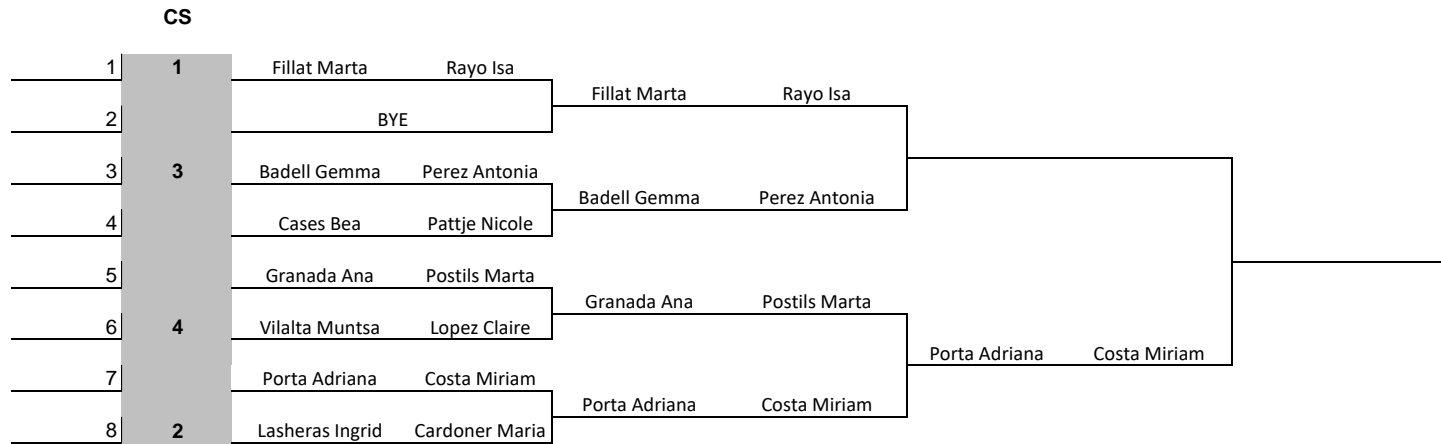 CS
1 1 Fillat Marta Rayo Isa
Fillat Marta Rayo Isa
2 BYE
3 3 Badell Gemma Perez Antonia
Badell Gemma Perez Antonia
4 Cases Bea Pattje Nicole
5 Granada Ana Postils Marta
Granada Ana Postils Marta
6 4 Vilalta Muntsa Lopez Claire
Porta Adriana Costa Miriam
7 Porta Adriana Costa Miriam
Porta Adriana Costa Miriam
8 2 Lasheras Ingrid Cardoner Maria